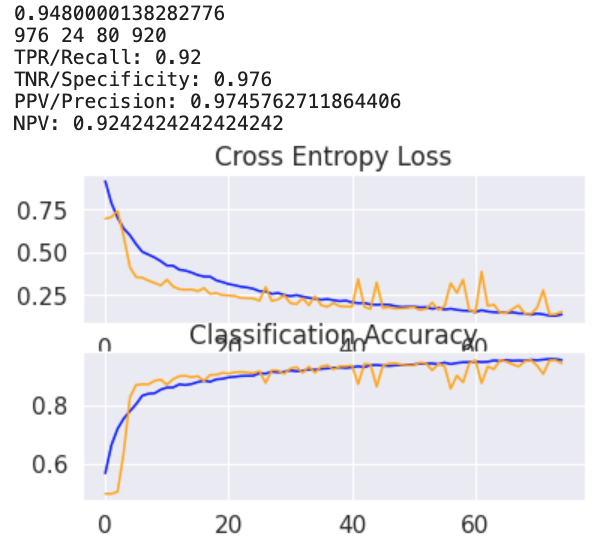 0.9480000138282776
976 24 80 920
TPR/Recall: 0.92
TNR/Specificity: 0.976
PPV/Precision: 0.9745762711864406
NPV: 0.9242424242424242
Cross Entropy Loss
0.75
0.50
0.25
0 20 40 60
Classification Accuracy
0.8
0.6
0 20 40 60